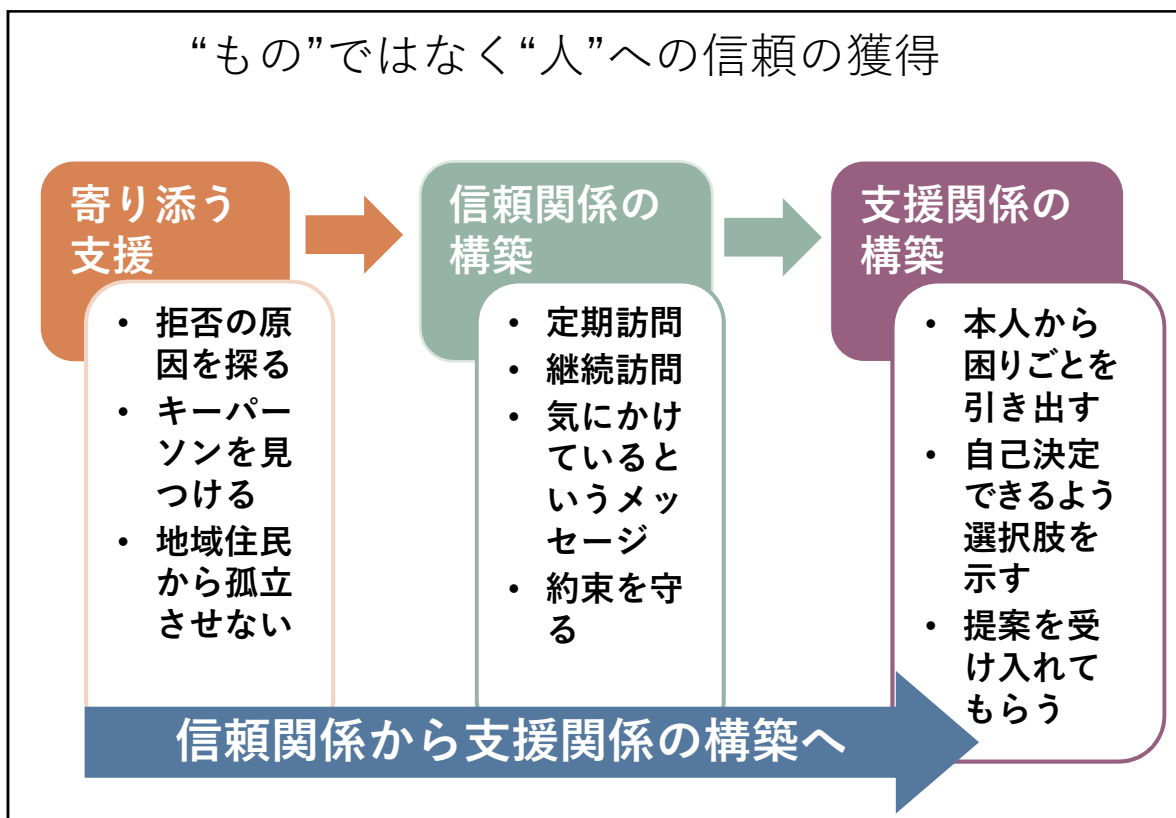 “もの”ではなく“人”への信頼の獲得
寄り添う
支援
• 拒否の原
因を探る
• キーパー
ソンを見
つける
• 地域住民
から孤立
させない
信頼関係の
構築
• 定期訪問
• 継続訪問
• 気にかけ
ていると
いうメッ
セージ
• 約束を守
る
支援関係の
構築
• 本人から
困りごとを
引き出す
• 自己決定
できるよう
選択肢を
示す
• 提案を受
け入れて
もらう
信頼関係から支援関係の構築へ